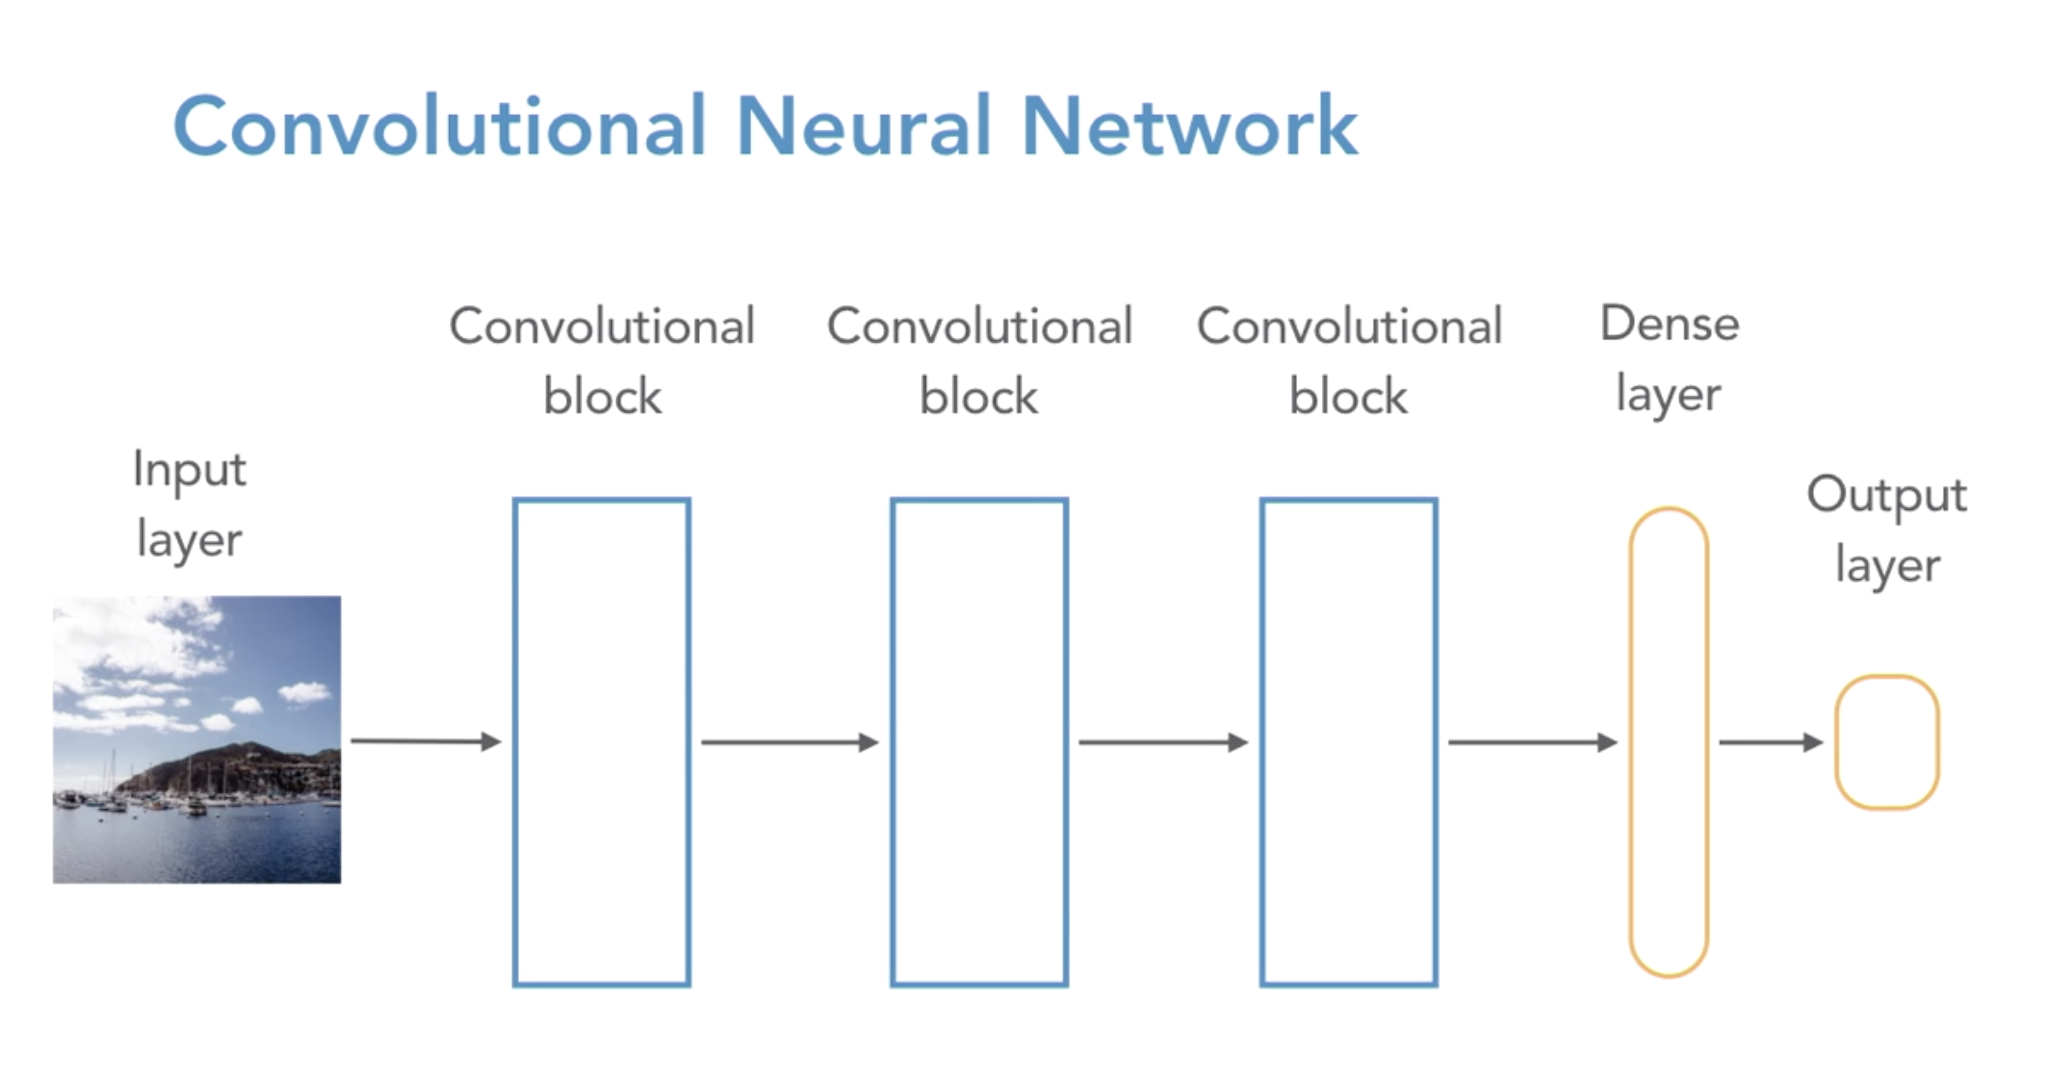 Convolutional Neural Network
Input
layer
Convolutional
block
Convolutional
block
Convolutional
block
Dense
layer
Output
layer